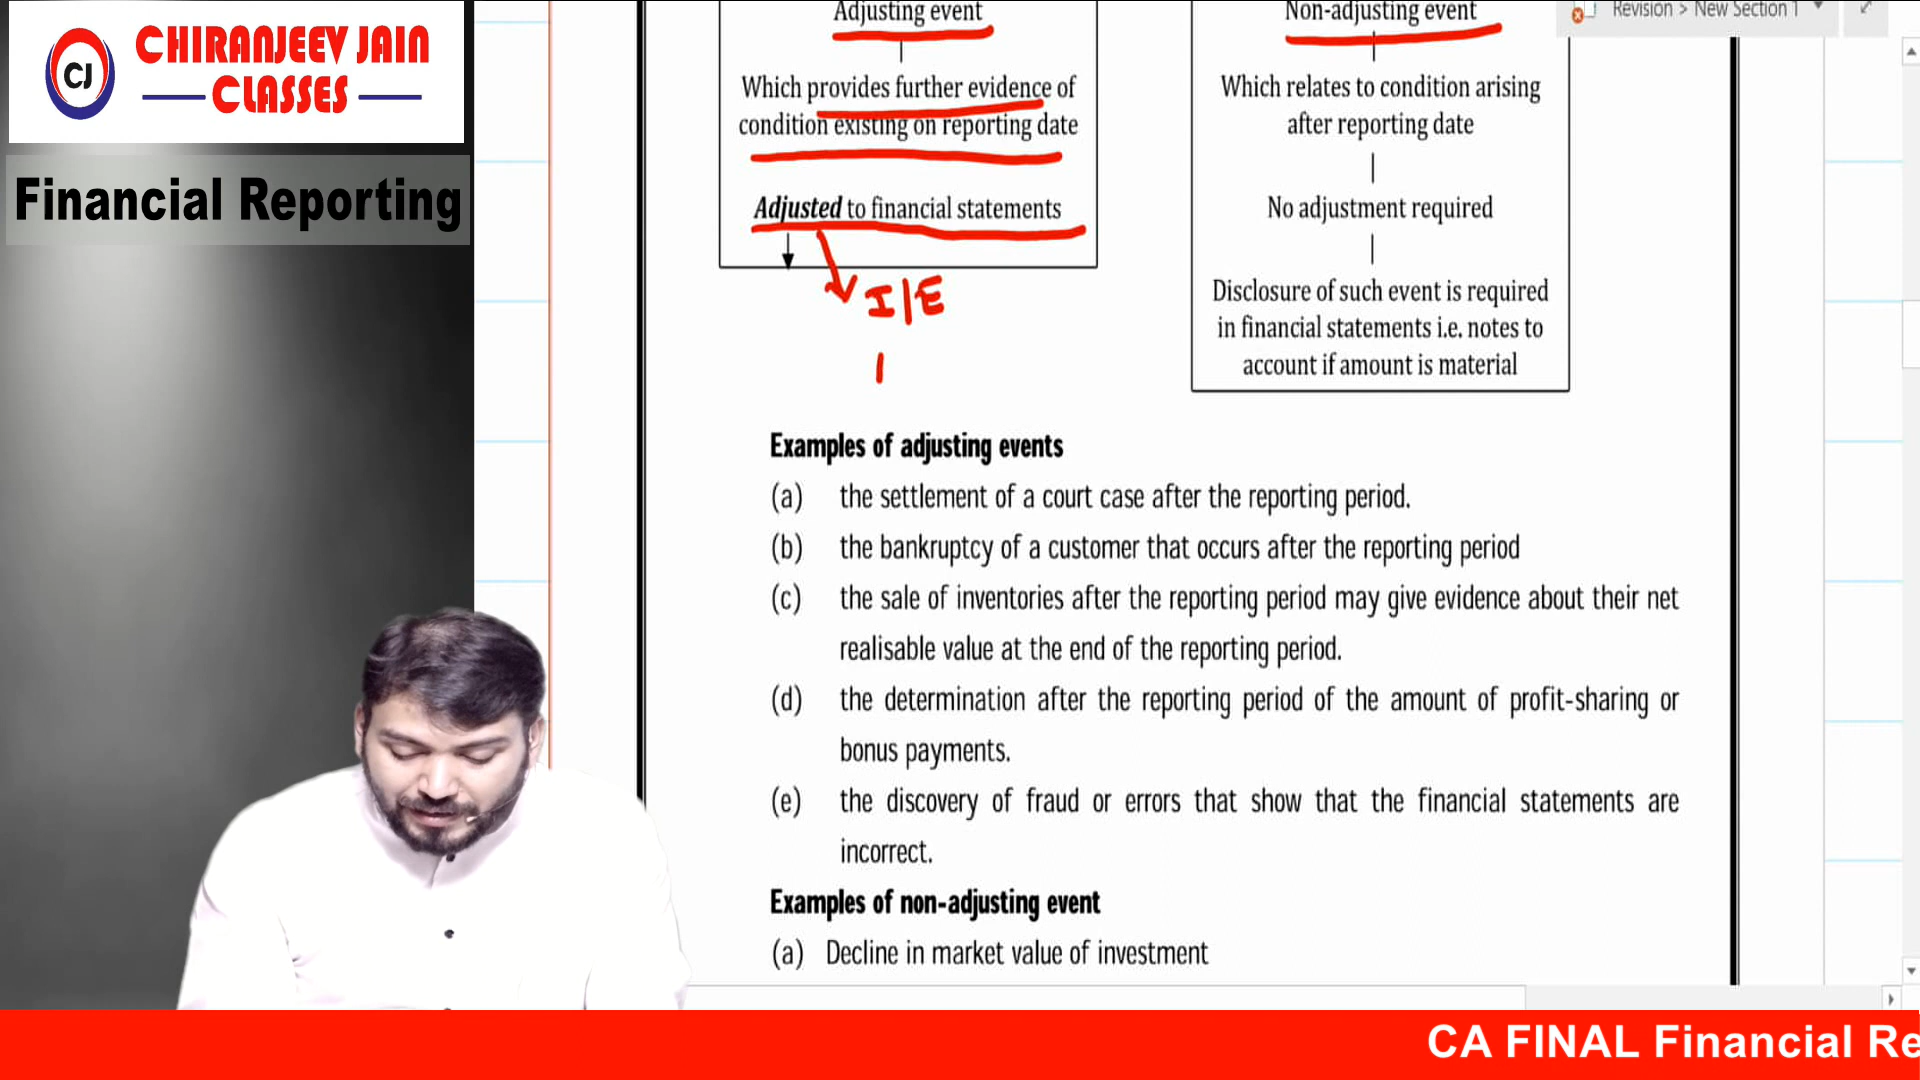 CHIRANJEEV JAIN
CJ
CLASSES
Financial Reporting
Revision > New Section 1
Adjusting event
Which provides further evidence of
condition existing on reporting date
Adjusted to financial statements
I/E
Non-adjusting event
Which relates to condition arising
after reporting date
No adjustment required
Disclosure of such event is required
in financial statements i.e. notes to
account if amount is material
Examples of adjusting events
(a) the settlement of a court case after the reporting period.
(b) the bankruptcy of a customer that occurs after the reporting period
(c) the sale of inventories after the reporting period may give evidence about their net
realisable value at the end of the reporting period.
(d) the determination after the reporting period of the amount of profit-sharing or
bonus payments.
(e) the discovery of fraud or errors that show that the financial statements are
incorrect.
Examples of non-adjusting event
(a) Decline in market value of investment
CA FINAL Financial Re